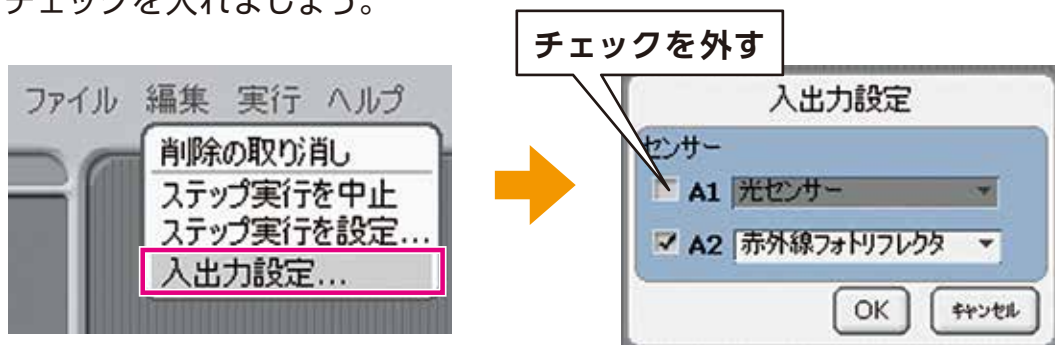 チェックを入れましょう。
チェックを外す
ファイル 編集 実行 ヘルプ
削除の取り消し
ステップ実行を中止
ステップ実行を設定...
入出力設定...
入出力設定
センサー
A1 光センサー
A2 赤外線フォトリフレクタ
OK キャンセル